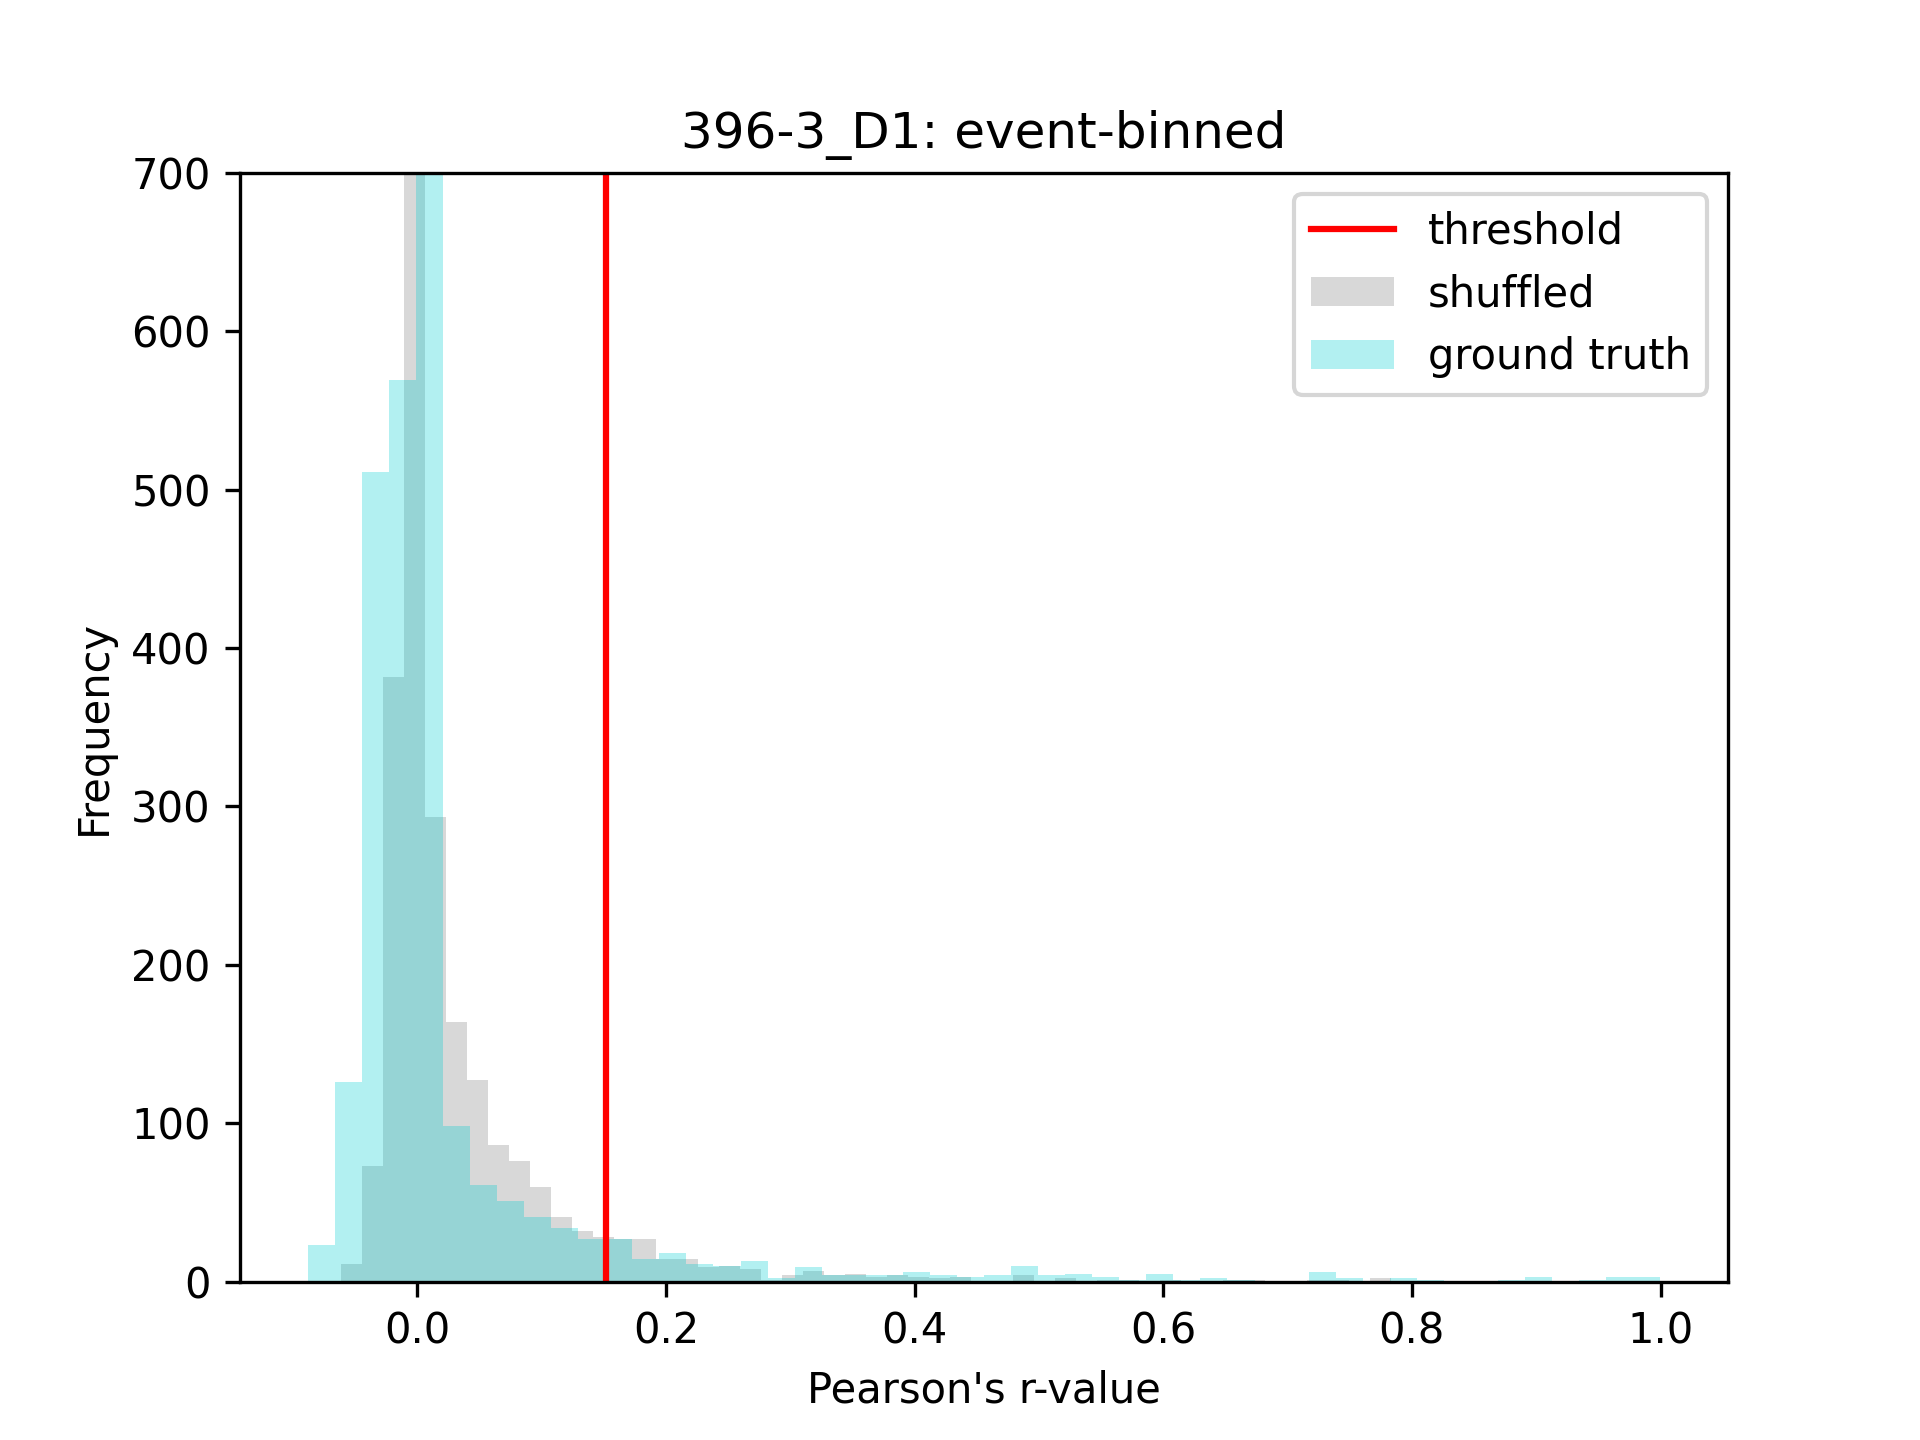 396-3_D1: event-binned
700
600
500
400
300
200
100
0
Frequency
threshold
shuffled
ground truth
0.0 0.2 0.4 0.6 0.8 1.0
Pearson's r-value